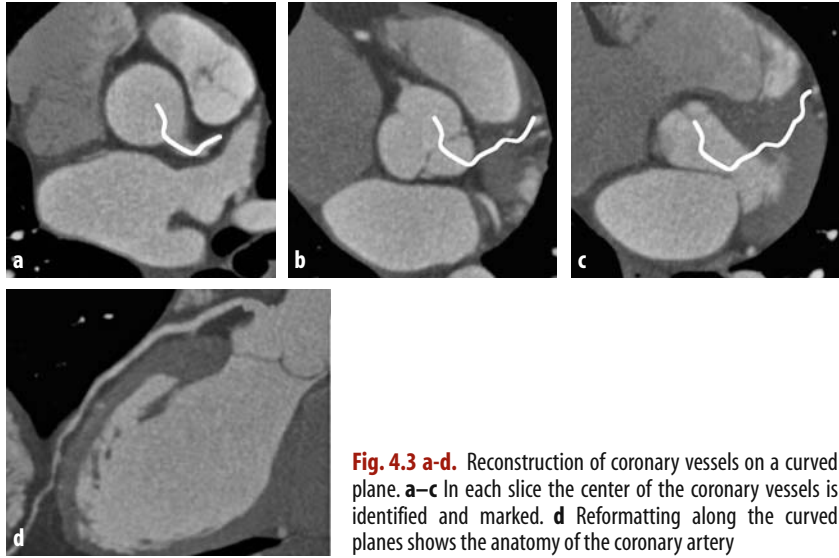 a
b
c
d
Fig. 4.3 a-d. Reconstruction of coronary vessels on a curved
plane. a–c In each slice the center of the coronary vessels is
identified and marked. d Reformatting along the curved
planes shows the anatomy of the coronary artery